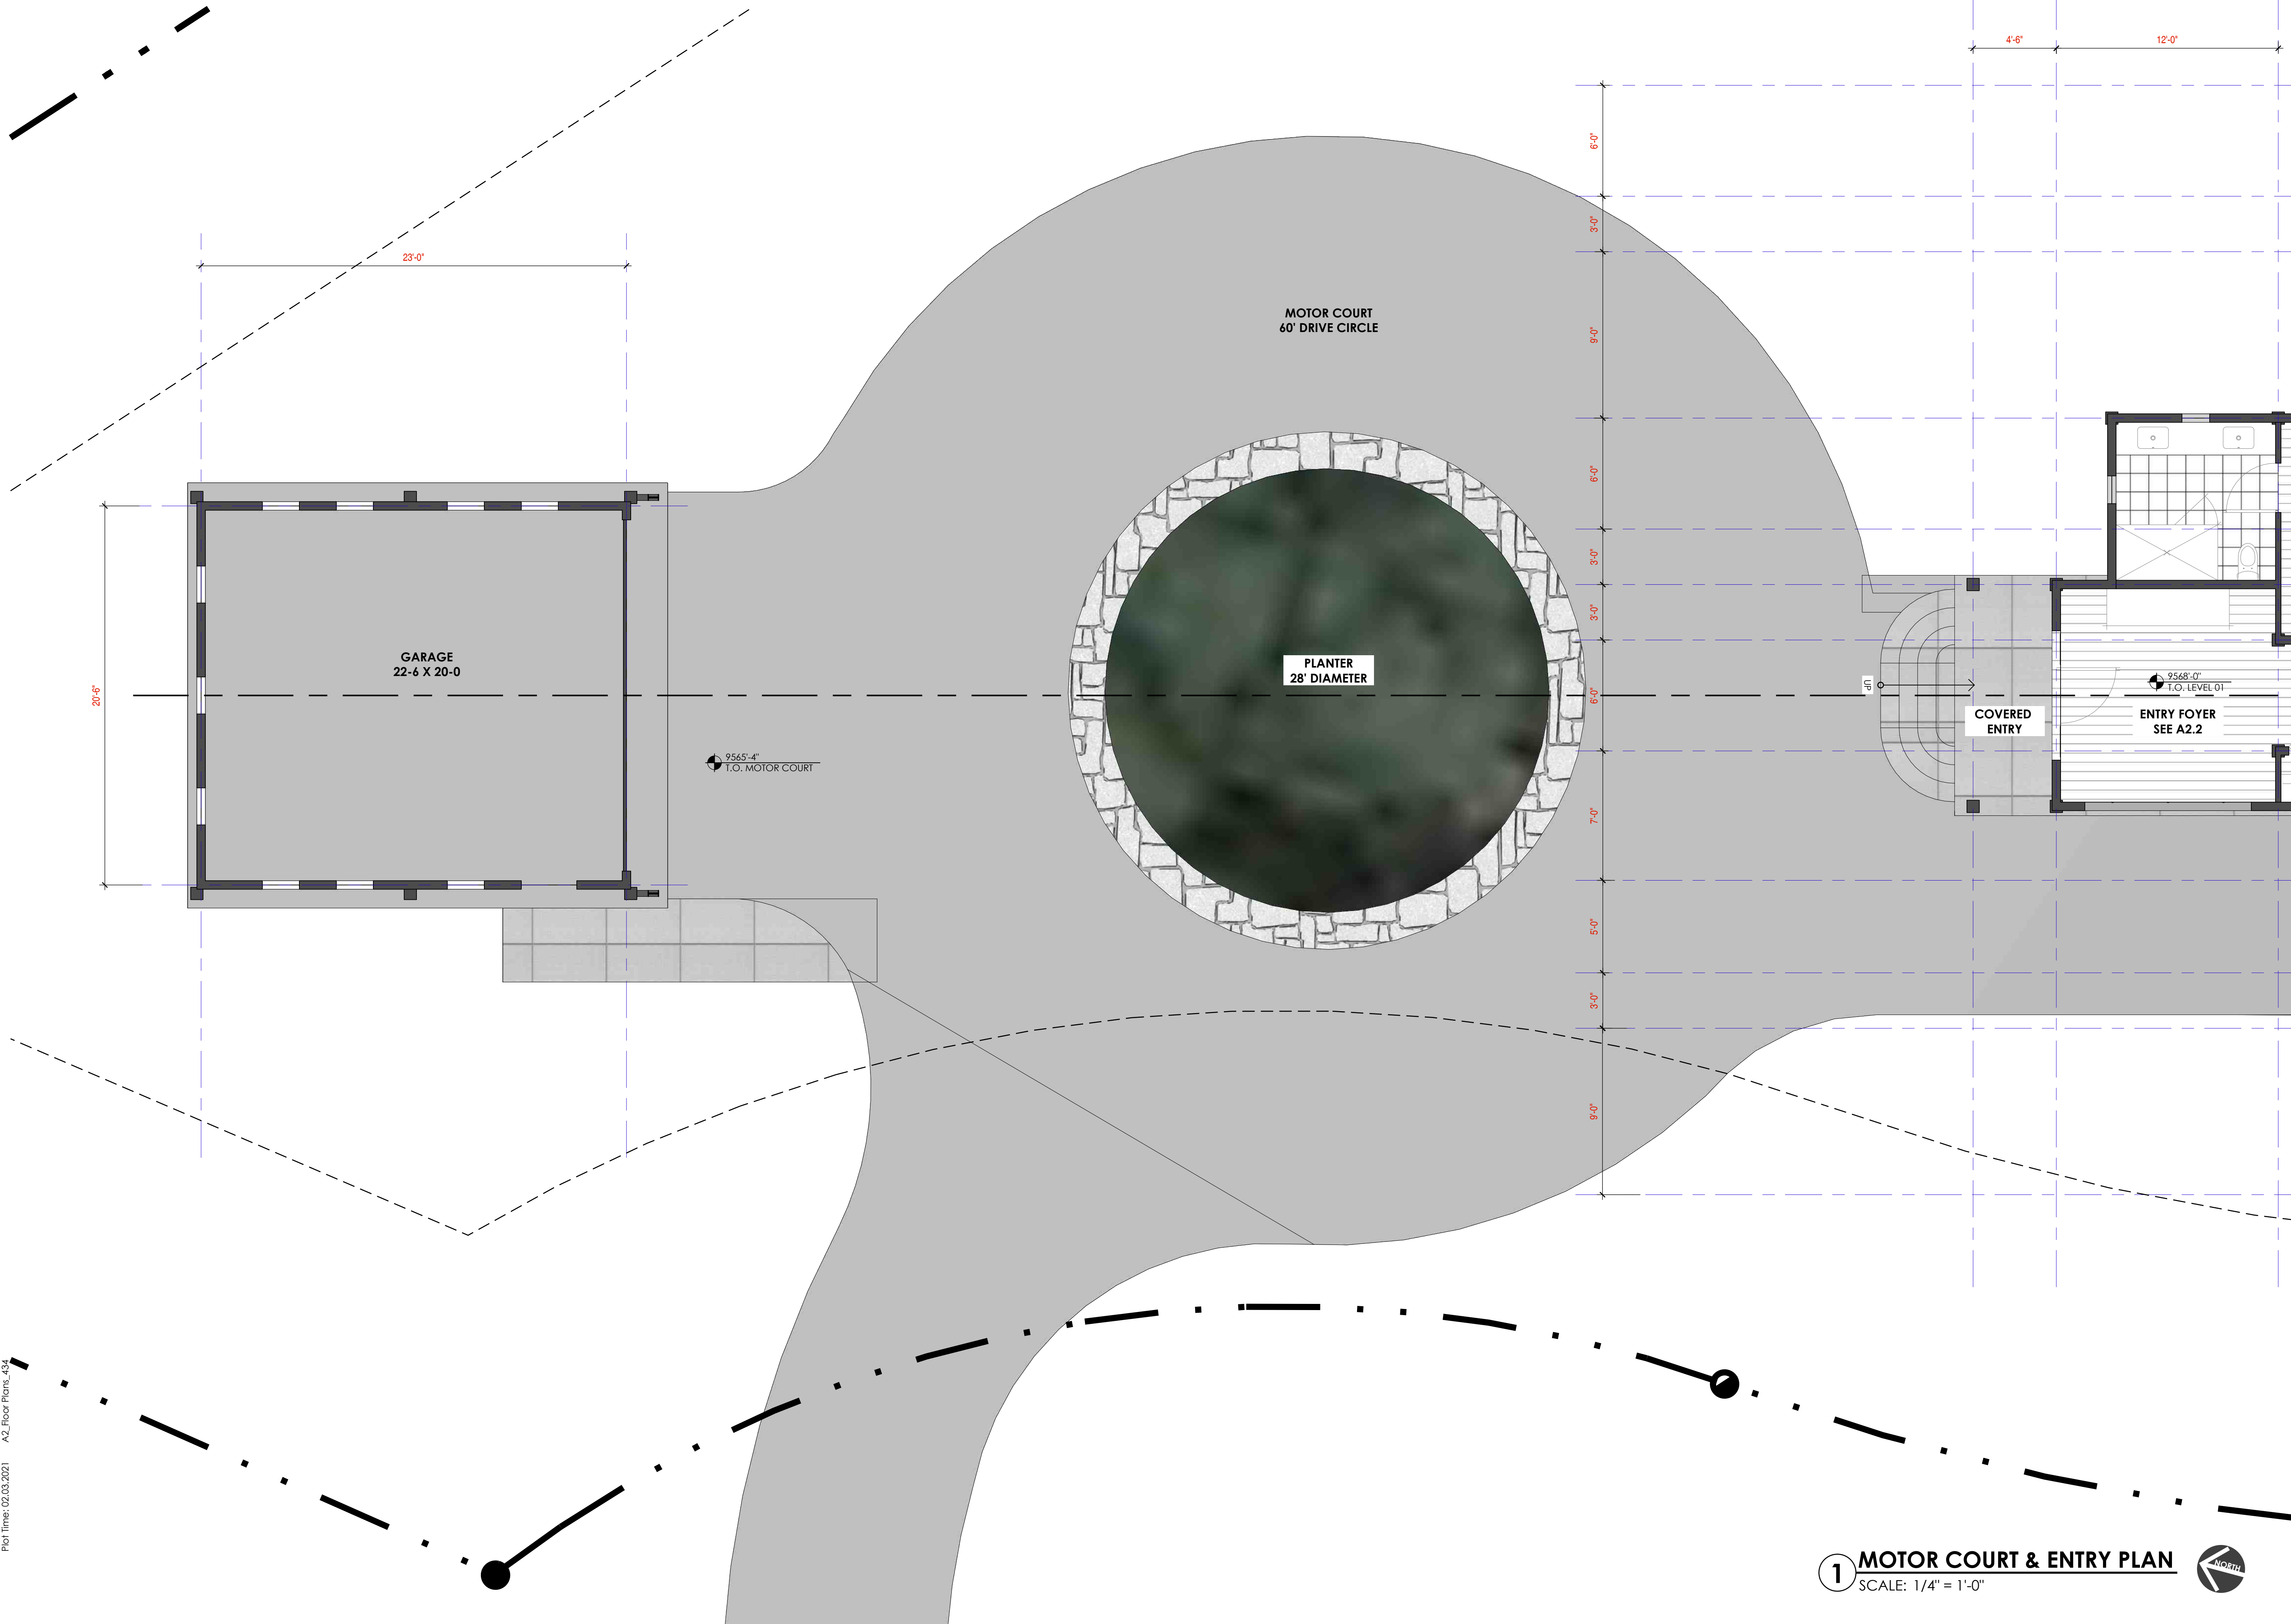 4'-6"
12'-0"
6'-0"
3'-0"
23'-0"
MOTOR COURT
60' DRIVE CIRCLE
9'-0"
6'-0"
3'-0"
3'-0"
GARAGE
22-6 X 20-0
PLANTER
28' DIAMETER
20'-6"
6'-0"
UP
9568'-0"
T.O. LEVEL 01
COVERED
ENTRY
ENTRY FOYER
SEE A2.2
9565'-4"
T.O. MOTOR COURT
7'-0"
5'-0"
3'-0"
9'-0"
Plot Time: 02.03.2021 A2_Floor Plans_434
1
MOTOR COURT & ENTRY PLAN
SCALE: 1/4" = 1'-0"
NORTH